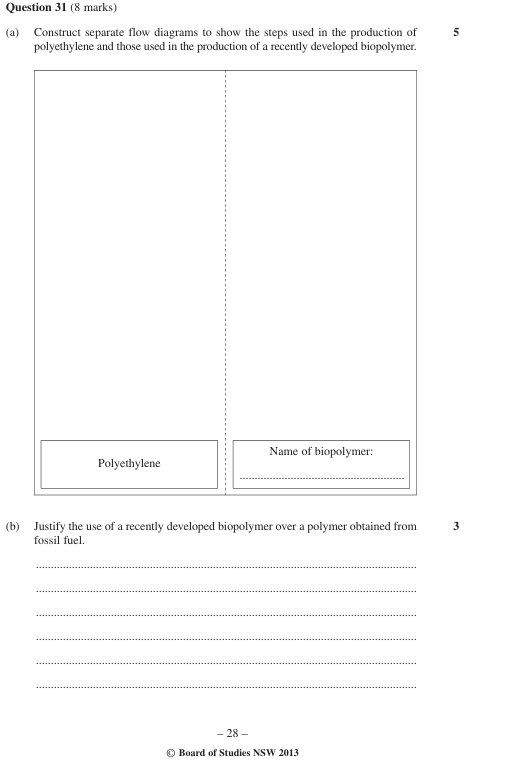 Question 31 (8 marks)
(a) Construct separate flow diagrams to show the steps used in the production of 5
polyethylene and those used in the production of a recently developed biopolymer.
Polyethylene
Name of biopolymer:
(b) Justify the use of a recently developed biopolymer over a polymer obtained from 3
fossil fuel.
– 28 –
© Board of Studies NSW 2013